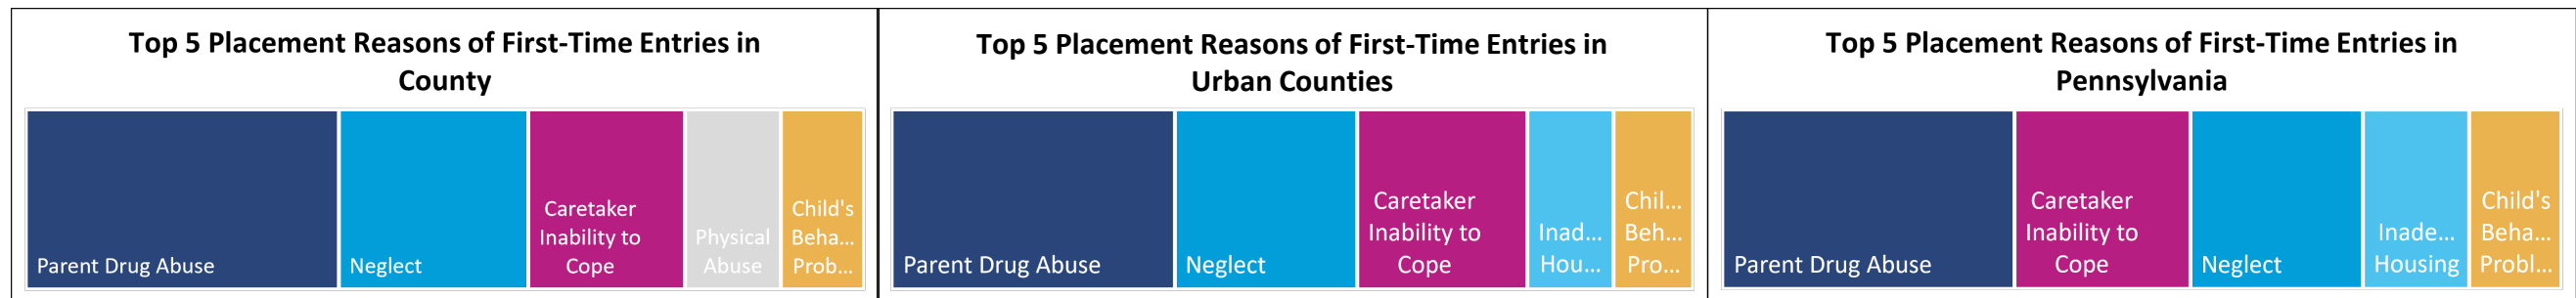 Top 5 Placement Reasons of First-Time Entries in
County
Parent Drug Abuse
Neglect
Caretaker
Inability to
Cope
Physical
Abuse
Child's
Beha...
Prob...
Top 5 Placement Reasons of First-Time Entries in
Urban Counties
Parent Drug Abuse
Neglect
Caretaker
Inability to
Cope
Inad...
Hou...
Chil...
Beh...
Pro...
Top 5 Placement Reasons of First-Time Entries in
Pennsylvania
Parent Drug Abuse
Caretaker
Inability to
Cope
Neglect
Inade...
Housing
Child's
Beha...
Probl...